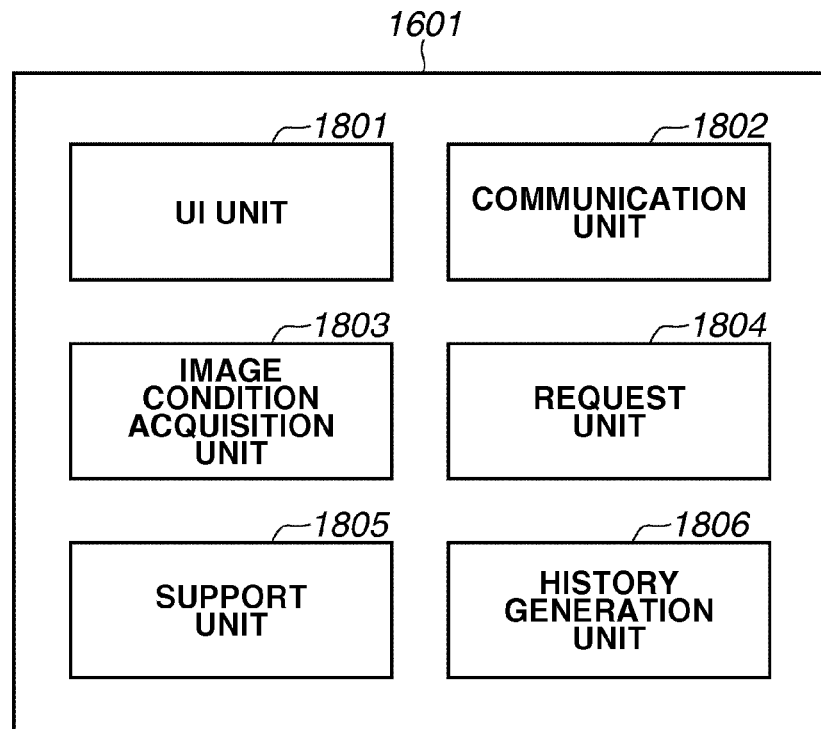 1601
1801
UI UNIT
1802
COMMUNICATION
UNIT
1803
IMAGE
CONDITION
ACQUISITION
UNIT
1804
REQUEST
UNIT
1805
SUPPORT
UNIT
1806
HISTORY
GENERATION
UNIT